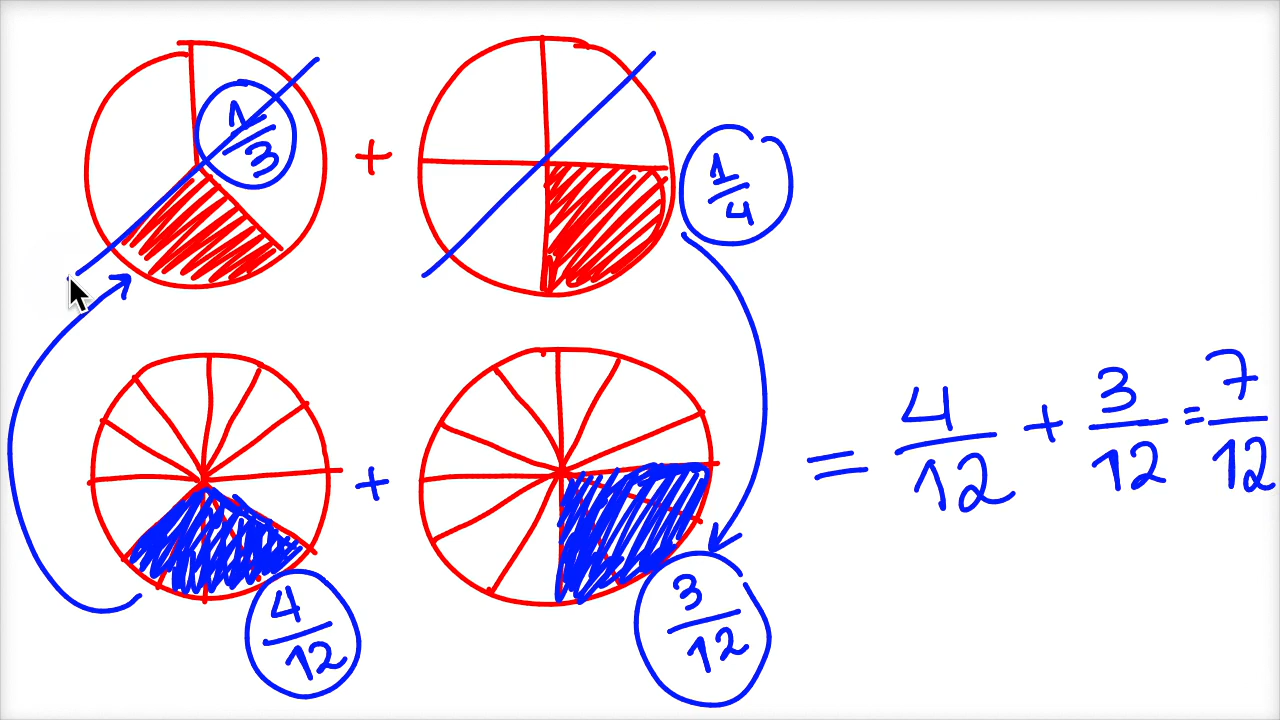 1/3 + 1/4
+ = 4/12 + 3/12 = 7/12
4/12 3/12